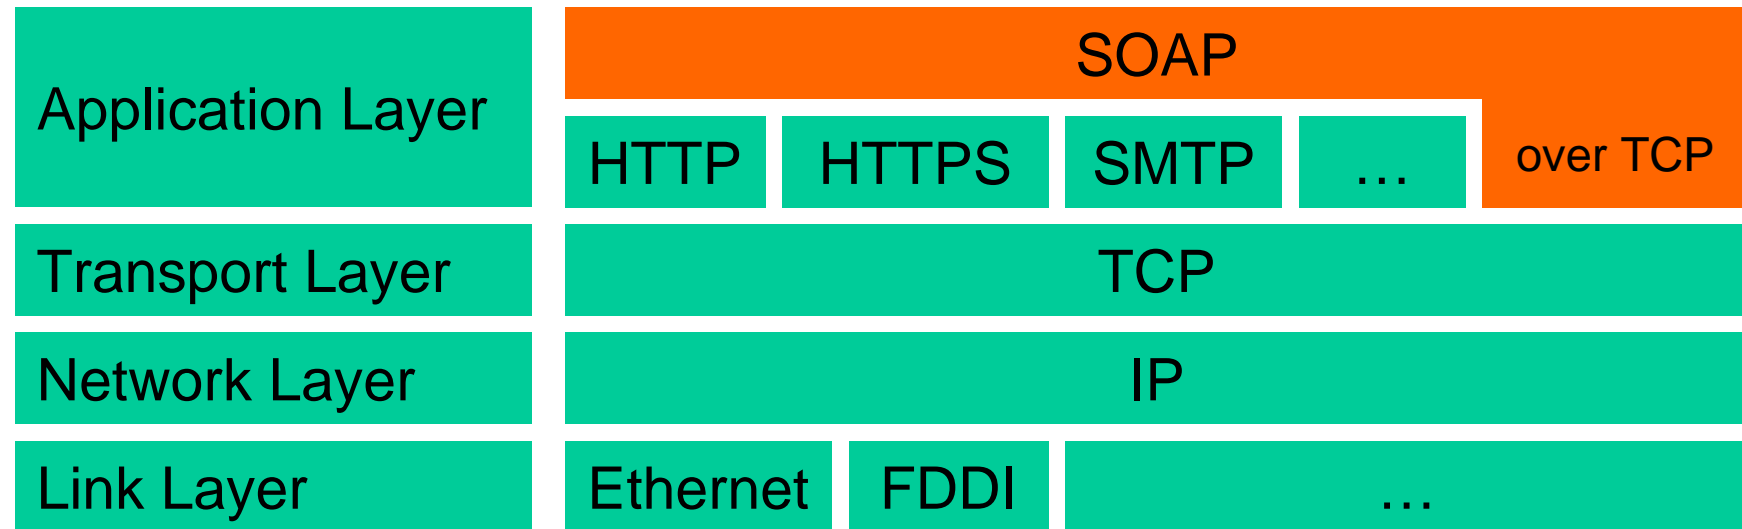 Application Layer
SOAP
HTTP HTTPS SMTP … over TCP
Transport Layer TCP
Network Layer IP
Link Layer Ethernet FDDI …